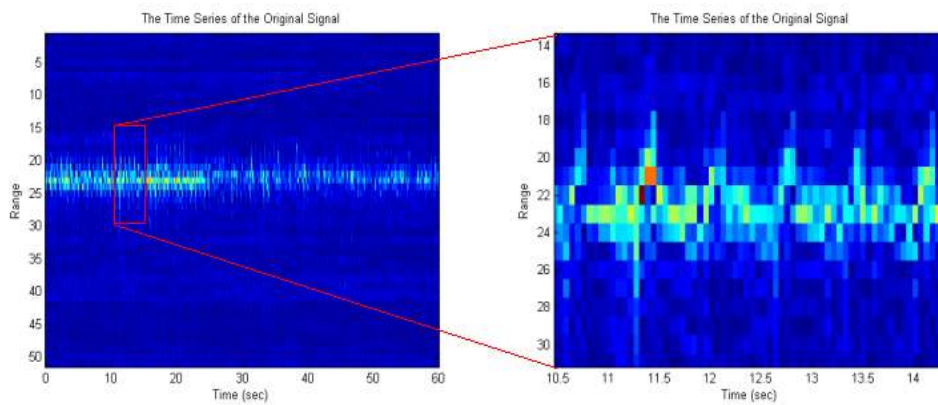 The Time Series of the Original Signal
5
10
15
20
25
30
35
40
45
50
Range
0 10 20 30 40 50 60
Time (sec)
The Time Series of the Original Signal
14
16
18
20
22
24
26
28
30
Range
10.5 11 11.5 12 12.5 13 13.5 14
Time (sec)